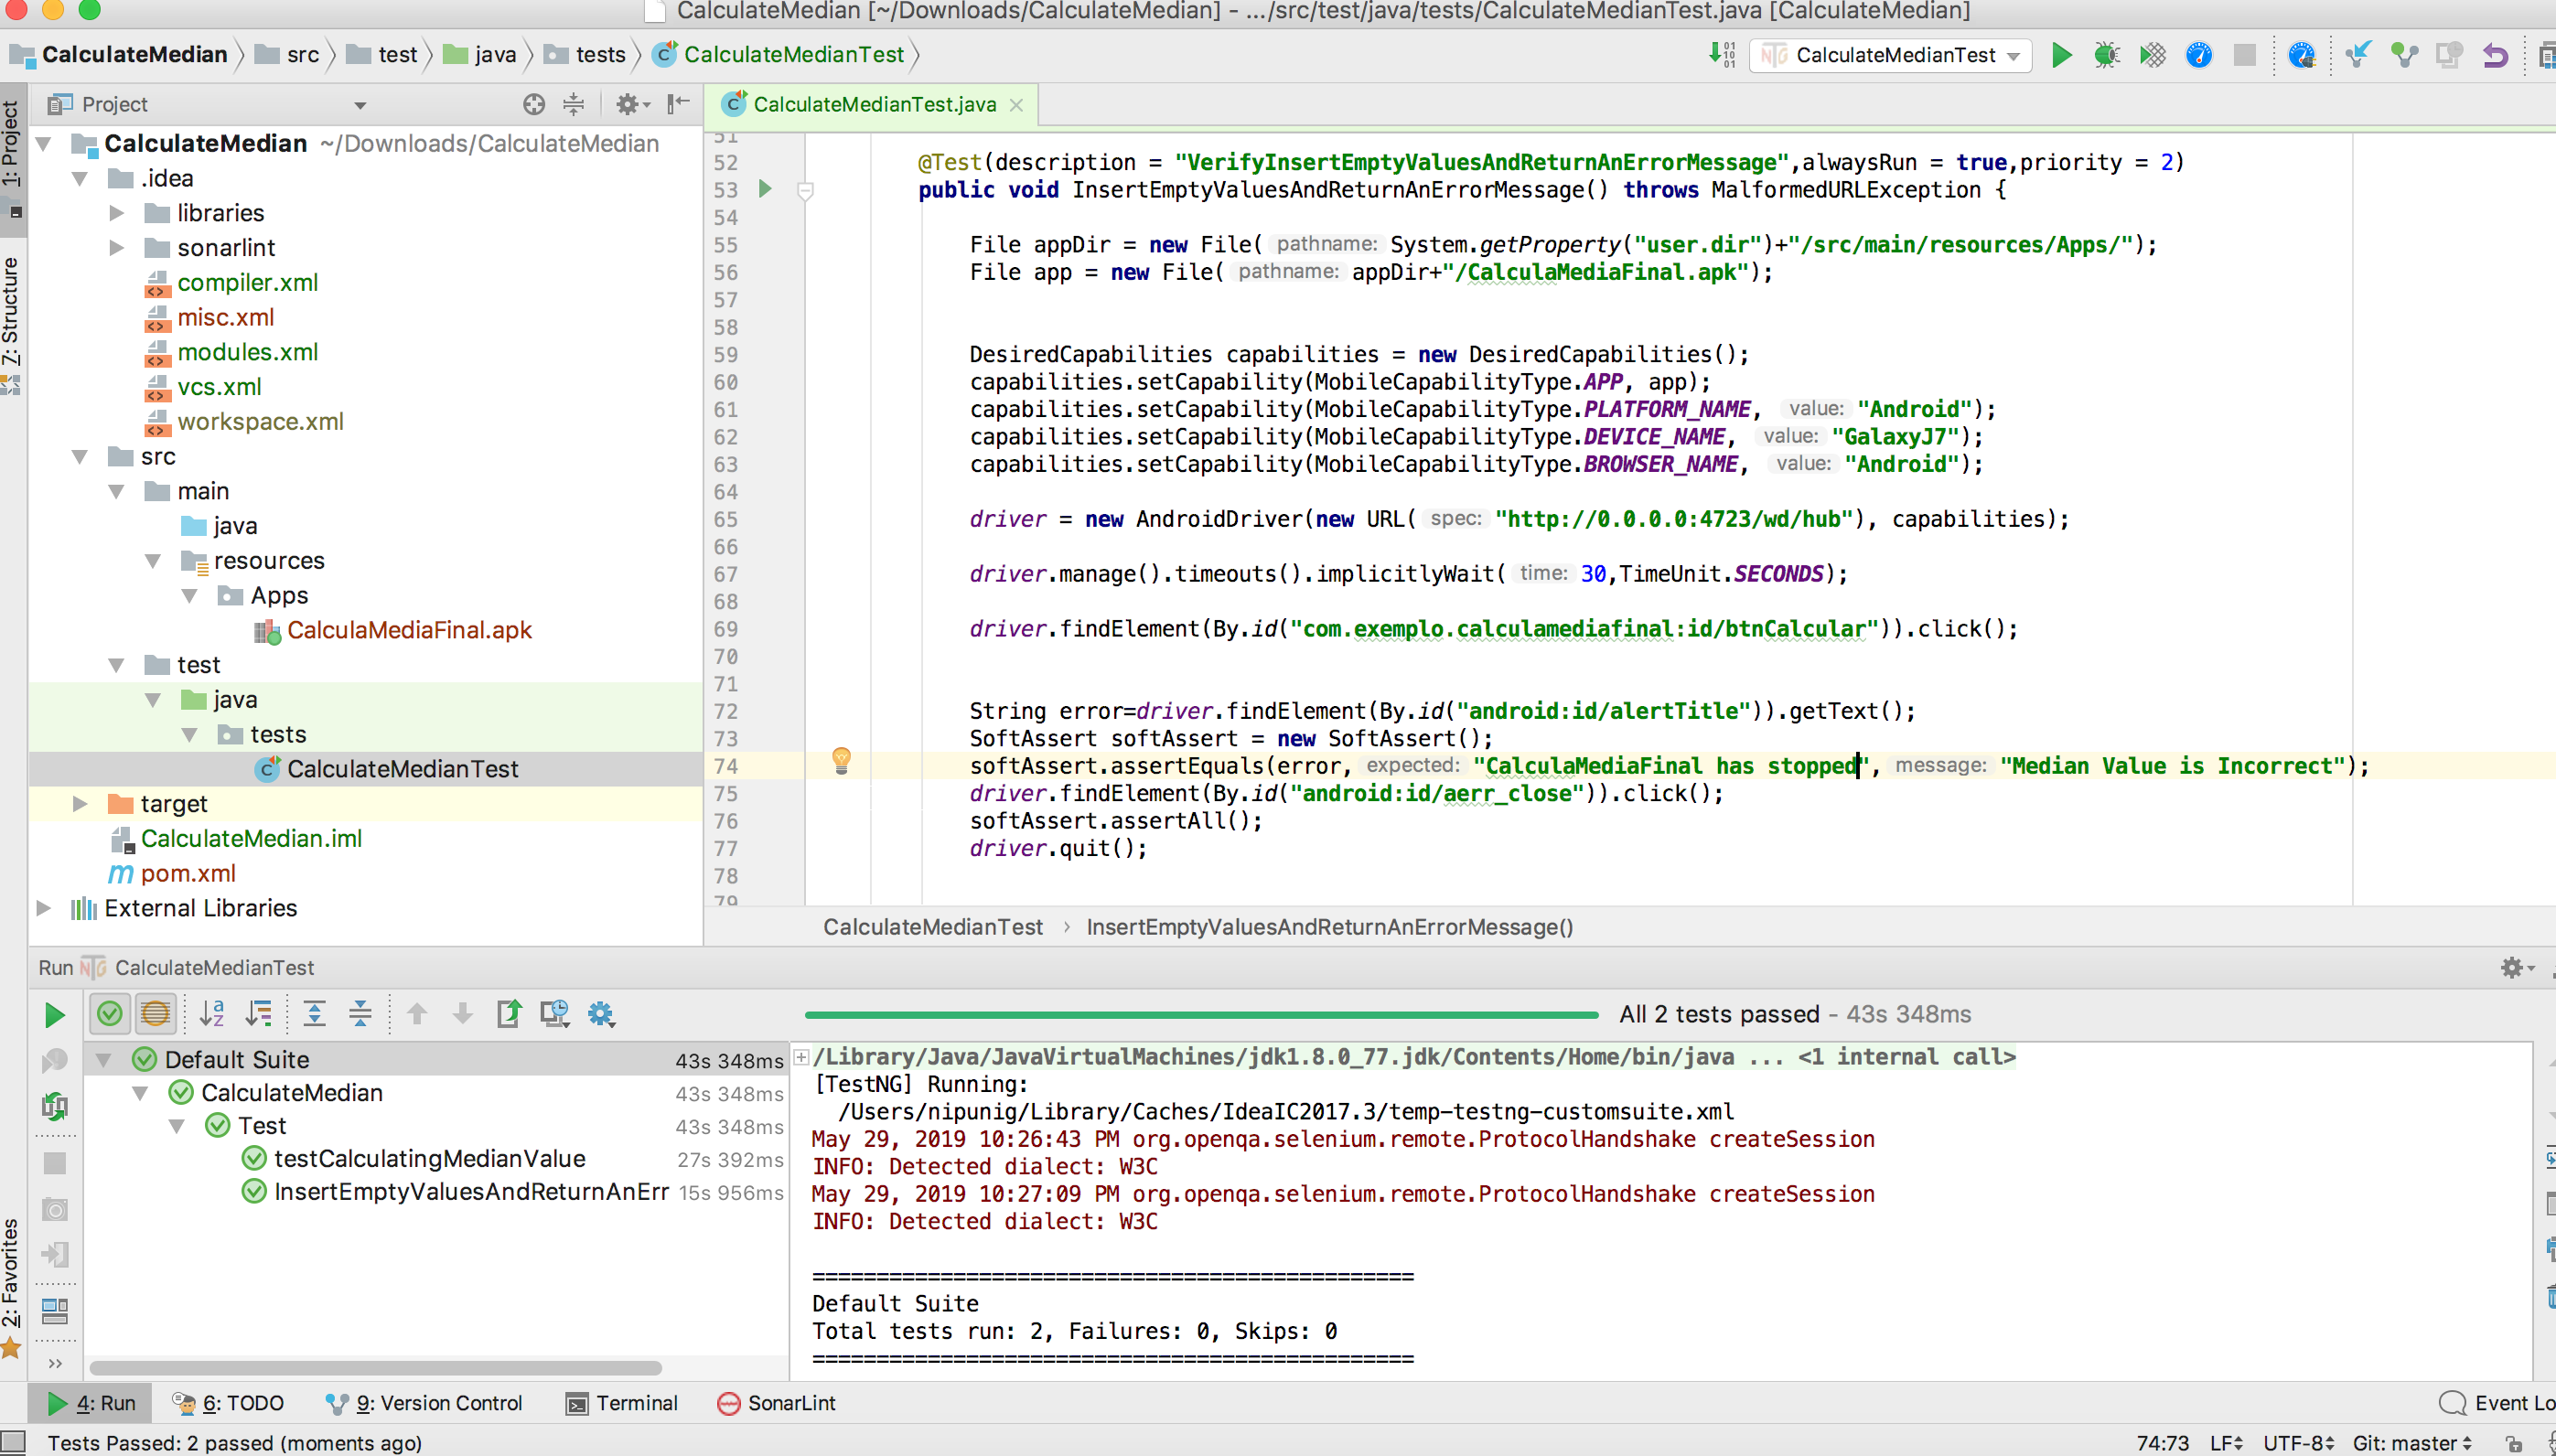 CalculateMedian [~/Downloads/CalculateMedian] - .../src/test/java/tests/CalculateMedianTest.java [CalculateMedian]
CalculateMedian src test java tests CalculateMedianTest
CalculateMedianTest
1: Project
7: Structure
2: Favorites
Project
CalculateMedian ~/Downloads/CalculateMedian
.idea
libraries
sonarlint
compiler.xml
misc.xml
modules.xml
vcs.xml
workspace.xml
src
main
java
resources
Apps
CalculaMediaFinal.apk
test
java
tests
CalculateMedianTest
target
CalculateMedian.iml
pom.xml
External Libraries
CalculateMedianTest.java
51
52 @Test(description = "VerifyInsertEmptyValuesAndReturnAnErrorMessage",alwaysRun = true,priority = 2)
53 public void InsertEmptyValuesAndReturnAnErrorMessage() throws MalformedURLException {
54
55 File appDir = new File( pathname: System.getProperty("user.dir")+"/src/main/resources/Apps/");
56 File app = new File( pathname: appDir+"/CalculaMediaFinal.apk");
57
58
59 DesiredCapabilities capabilities = new DesiredCapabilities();
60 capabilities.setCapability(MobileCapabilityType.APP, app);
61 capabilities.setCapability(MobileCapabilityType.PLATFORM_NAME, value: "Android");
62 capabilities.setCapability(MobileCapabilityType.DEVICE_NAME, value: "GalaxyJ7");
63 capabilities.setCapability(MobileCapabilityType.BROWSER_NAME, value: "Android");
64
65 driver = new AndroidDriver(new URL( spec: "http://0.0.0.0:4723/wd/hub"), capabilities);
66
67 driver.manage().timeouts().implicitlyWait( time: 30,TimeUnit.SECONDS);
68
69 driver.findElement(By.id("com.exemplo.calculamediafinal:id/btnCalcular")).click();
70
71
72 String error=driver.findElement(By.id("android:id/alertTitle")).getText();
73 SoftAssert softAssert = new SoftAssert();
74 softAssert.assertEquals(error, expected: "CalculaMediaFinal has stopped", message: "Median Value is Incorrect");
75 driver.findElement(By.id("android:id/aerr_close")).click();
76 softAssert.assertAll();
77 driver.quit();
78
79
CalculateMedianTest › InsertEmptyValuesAndReturnAnErrorMessage()
Run CalculateMedianTest
All 2 tests passed - 43s 348ms
Default Suite 43s 348ms
CalculateMedian 43s 348ms
Test 43s 348ms
testCalculatingMedianValue 27s 392ms
InsertEmptyValuesAndReturnAnErr 15s 956ms
/Library/Java/JavaVirtualMachines/jdk1.8.0_77.jdk/Contents/Home/bin/java ... <1 internal call>
[TestNG] Running:
/Users/nipunig/Library/Caches/IdeaIC2017.3/temp-testng-customsuite.xml
May 29, 2019 10:26:43 PM org.openqa.selenium.remote.ProtocolHandshake createSession
INFO: Detected dialect: W3C
May 29, 2019 10:27:09 PM org.openqa.selenium.remote.ProtocolHandshake createSession
INFO: Detected dialect: W3C
===============================================
Default Suite
Total tests run: 2, Failures: 0, Skips: 0
===============================================
4: Run 6: TODO 9: Version Control Terminal SonarLint Event Lo
Tests Passed: 2 passed (moments ago) 74:73 LF UTF-8 Git: master